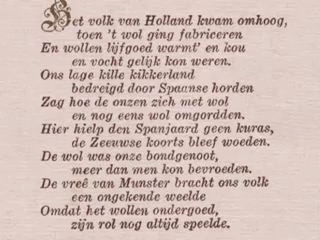 Het volk van Holland kwam omhoog,
toen 't wol ging fabriceren
En wollen lijfgoed warmt' en kou
en vocht gelijk kon weren.
Ons lage kille kikkerland
bedreigd door Spaanse horden
Zag hoe de onzen zich met wol
en nog eens wol omgordden.
Hier hielp den Spanjaard geen kuras,
de Zeeuwse koorts bleef woeden.
De wol was onze bondgenoot,
meer dan men kon bevroeden.
De vreê van Munster bracht ons volk
een ongekende weelde
Omdat het wollen ondergoed,
zijn rol nog altijd speelde.